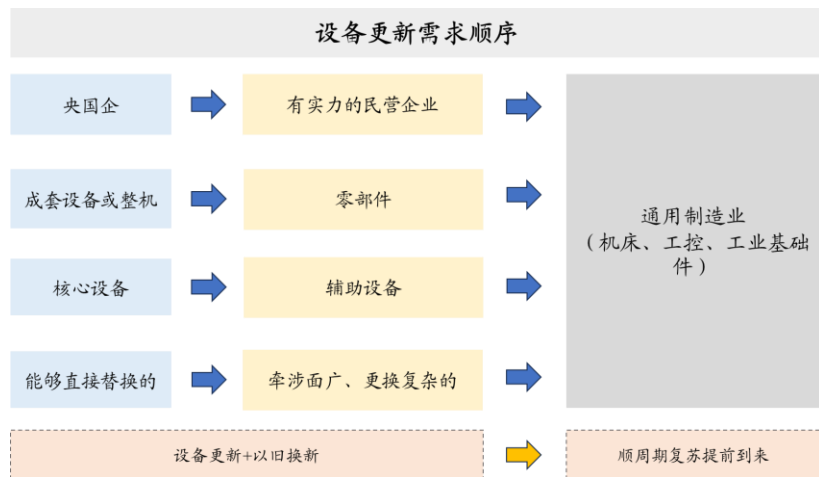 设备更新需求顺序
央国企
有实力的民营企业
成套设备或整机
零部件
通用制造业
（机床、工控、工业基础
件）
核心设备
辅助设备
能够直接替换的
牵涉面广、更换复杂的
设备更新+以旧换新
顺周期复苏提前到来